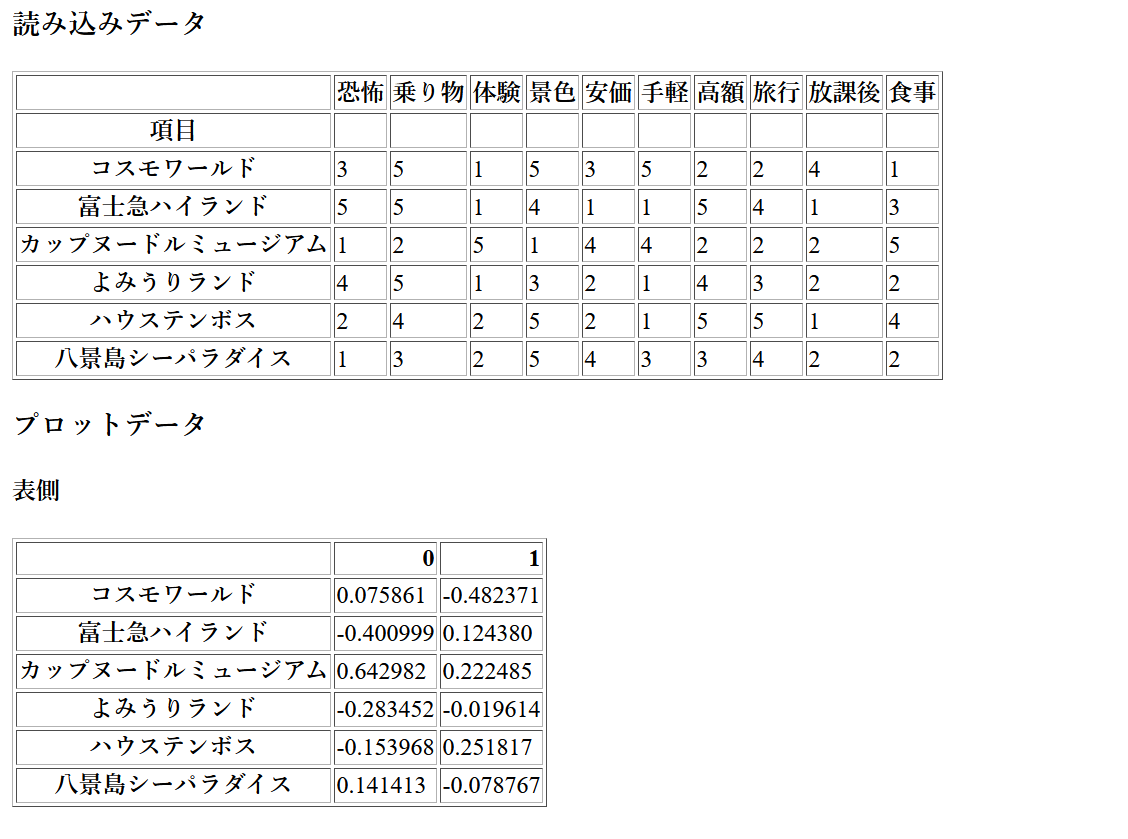 読み込みデータ
恐怖 乗り物 体験 景色 安価 手軽 高額 旅行 放課後 食事
項目
コスモワールド 3 5 1 5 3 5 2 2 4 1
富士急ハイランド 5 5 1 4 1 1 5 4 1 3
カップヌードルミュージアム 1 2 5 1 4 4 2 2 2 5
よみうりランド 4 5 1 3 2 1 4 3 2 2
ハウステンボス 2 4 2 5 2 1 5 5 1 4
八景島シーパラダイス 1 3 2 5 4 3 3 4 2 2
プロットデータ
表側
0 1
コスモワールド 0.075861 -0.482371
富士急ハイランド -0.400999 0.124380
カップヌードルミュージアム 0.642982 0.222485
よみうりランド -0.283452 -0.019614
ハウステンボス -0.153968 0.251817
八景島シーパラダイス 0.141413 -0.078767